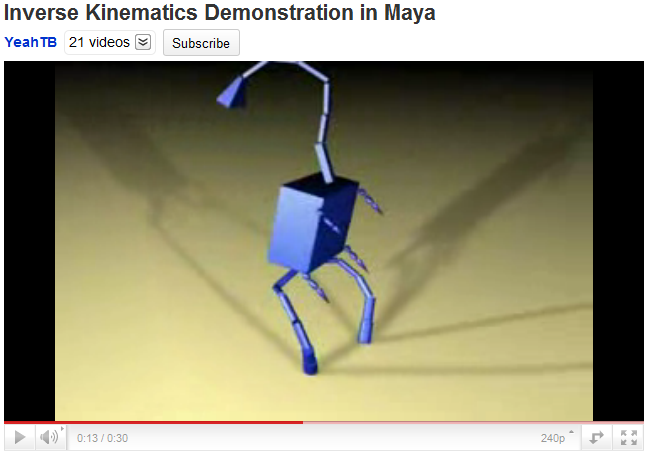 Inverse Kinematics Demonstration in Maya
YeahTB 21 videos Subscribe
0:13 / 0:30 240p